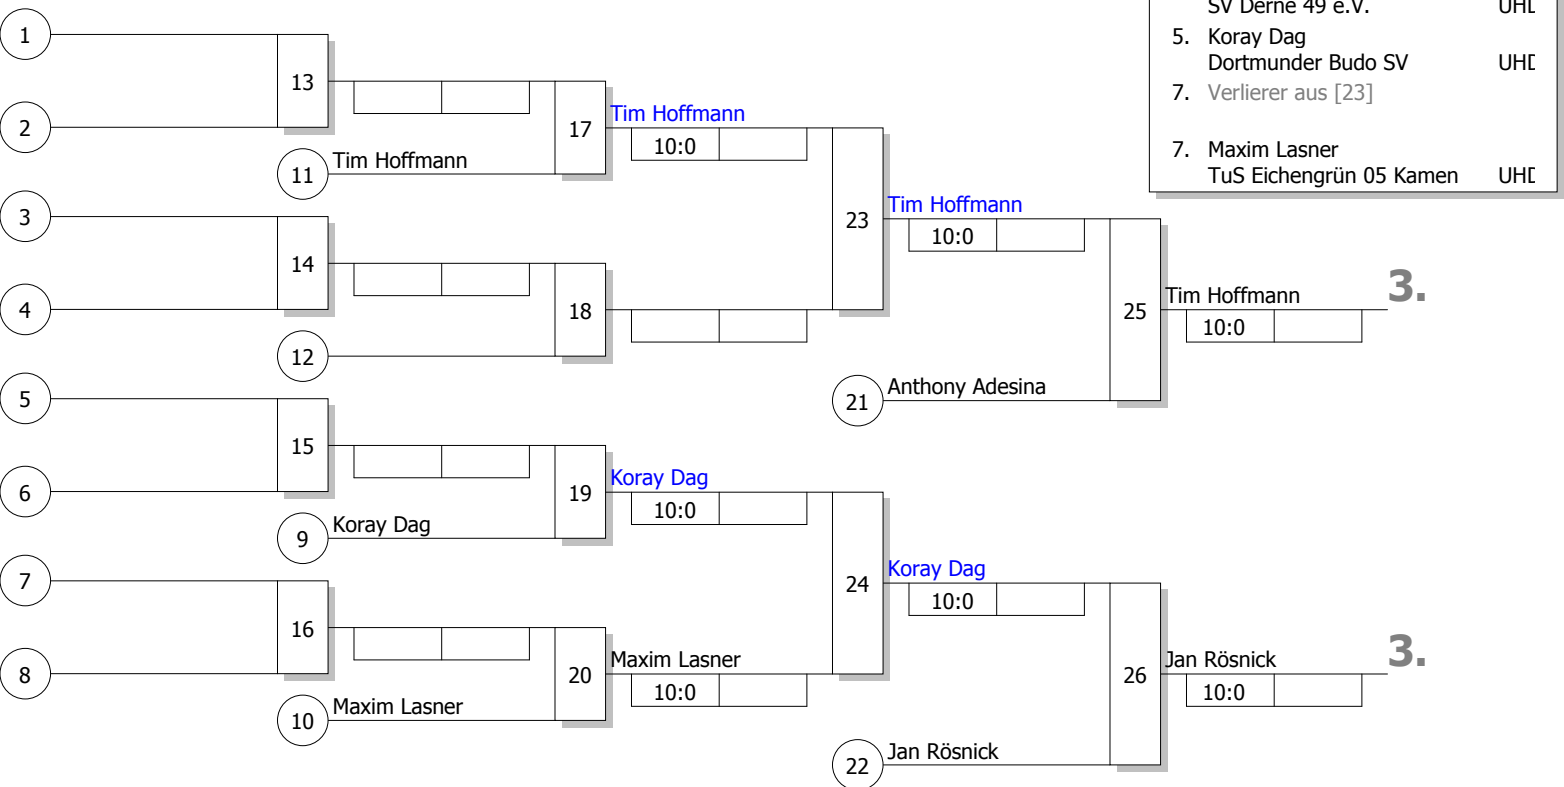 SV Derne 49 e.V.
5. Koray Dag
Dortmunder Budo SV
7. Verlierer aus [23]
7. Maxim Lasner
TuS Eichengrün 05 Kamen
1
13
2
17
Tim Hoffmann
10:0
11
Tim Hoffmann
3
23
Tim Hoffmann
10:0
14
4
18
25
Tim Hoffmann
3.
10:0
12
5
21
Anthony Adesina
15
6
19
Koray Dag
10:0
9
Koray Dag
7
24
Koray Dag
10:0
16
8
20
Maxim Lasner
10:0
26
Jan Rösnick
3.
10:0
10
Maxim Lasner
22
Jan Rösnick